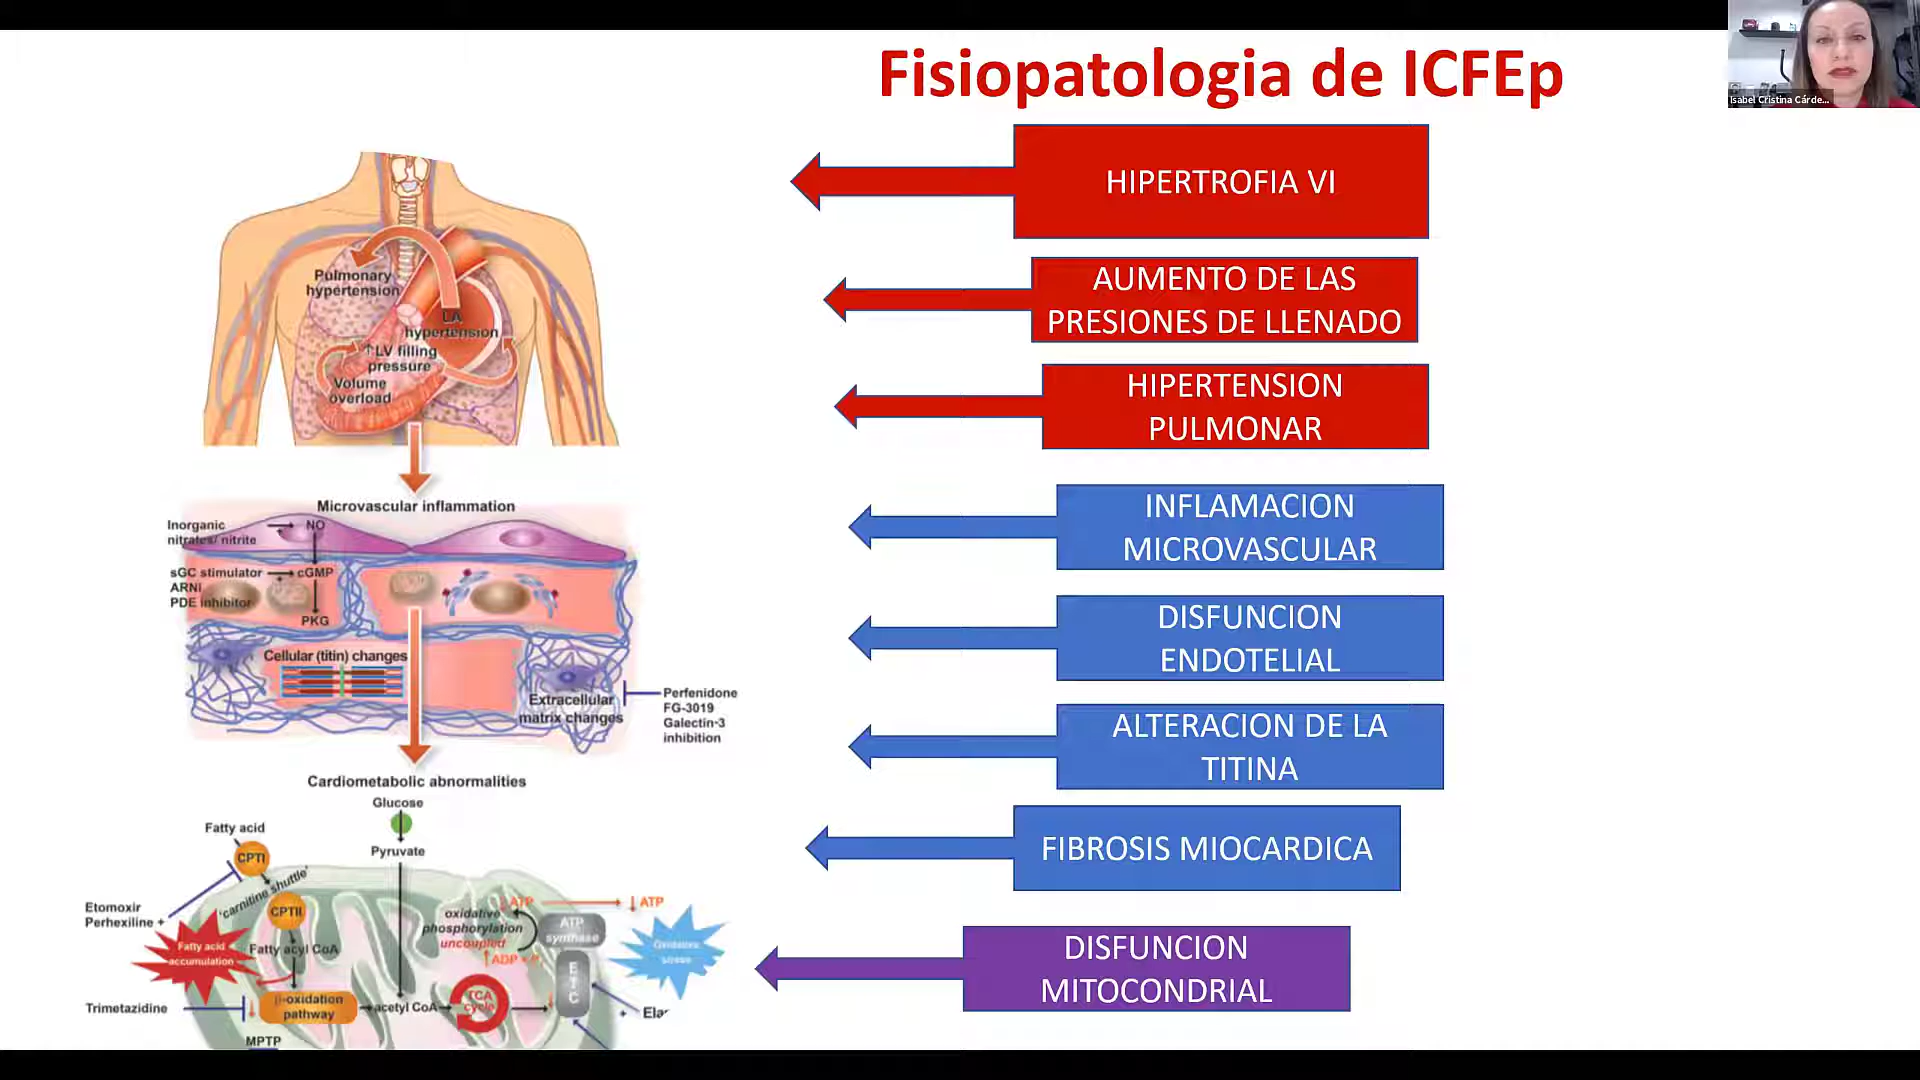 Fisiopatologia de ICFEp
Isabel Cristina Cárde...
HIPERTROFIA VI
AUMENTO DE LAS
PRESIONES DE LLENADO
HIPERTENSION
PULMONAR
INFLAMACION
MICROVASCULAR
DISFUNCION
ENDOTELIAL
ALTERACION DE LA
TITINA
FIBROSIS MIOCARDICA
DISFUNCION
MITOCONDRIAL
Pulmonary
hypertension
LA
hypertension
↑LV filling
pressure
Volume
overload
Microvascular inflammation
Inorganic
nitrates/ nitrite
NO
sGC stimulator
ARNI
PDE inhibitor
cGMP
PKG
Cellular (titin) changes
Extracellular
matrix changes
Perfenidone
FG-3019
Galectin-3
inhibition
Cardiometabolic abnormalities
Glucose
Fatty acid
CPTI
Pyruvate
'carnitine shuttle'
Etomoxir
Perhexiline +
CPTII
Fatty acid
accumulation
Fatty acyl CoA
oxidative
phosphorylation
uncoupled
ATP
↓ ATP
↑ADP + Pi
ATP
synthase
Oxidative
stress
ETC
Trimetazidine
β-oxidation
pathway
acetyl CoA
TCA
cycle
MPTP